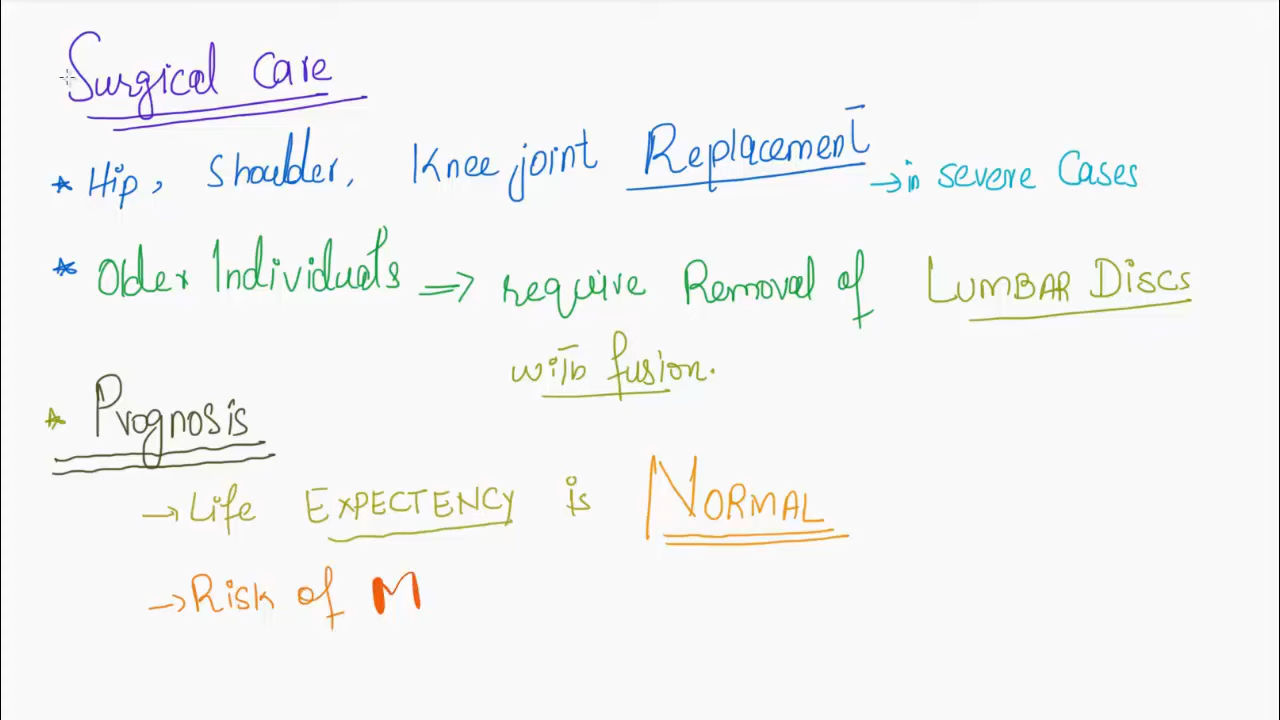 Surgical Care
* Hip, Shoulder, Knee joint Replacement → in severe Cases
* Older Individuals ⇒ require Removal of LUMBAR DISCS
with fusion.
* Prognosis
→ Life EXPECTENCY is NORMAL
→ Risk of M